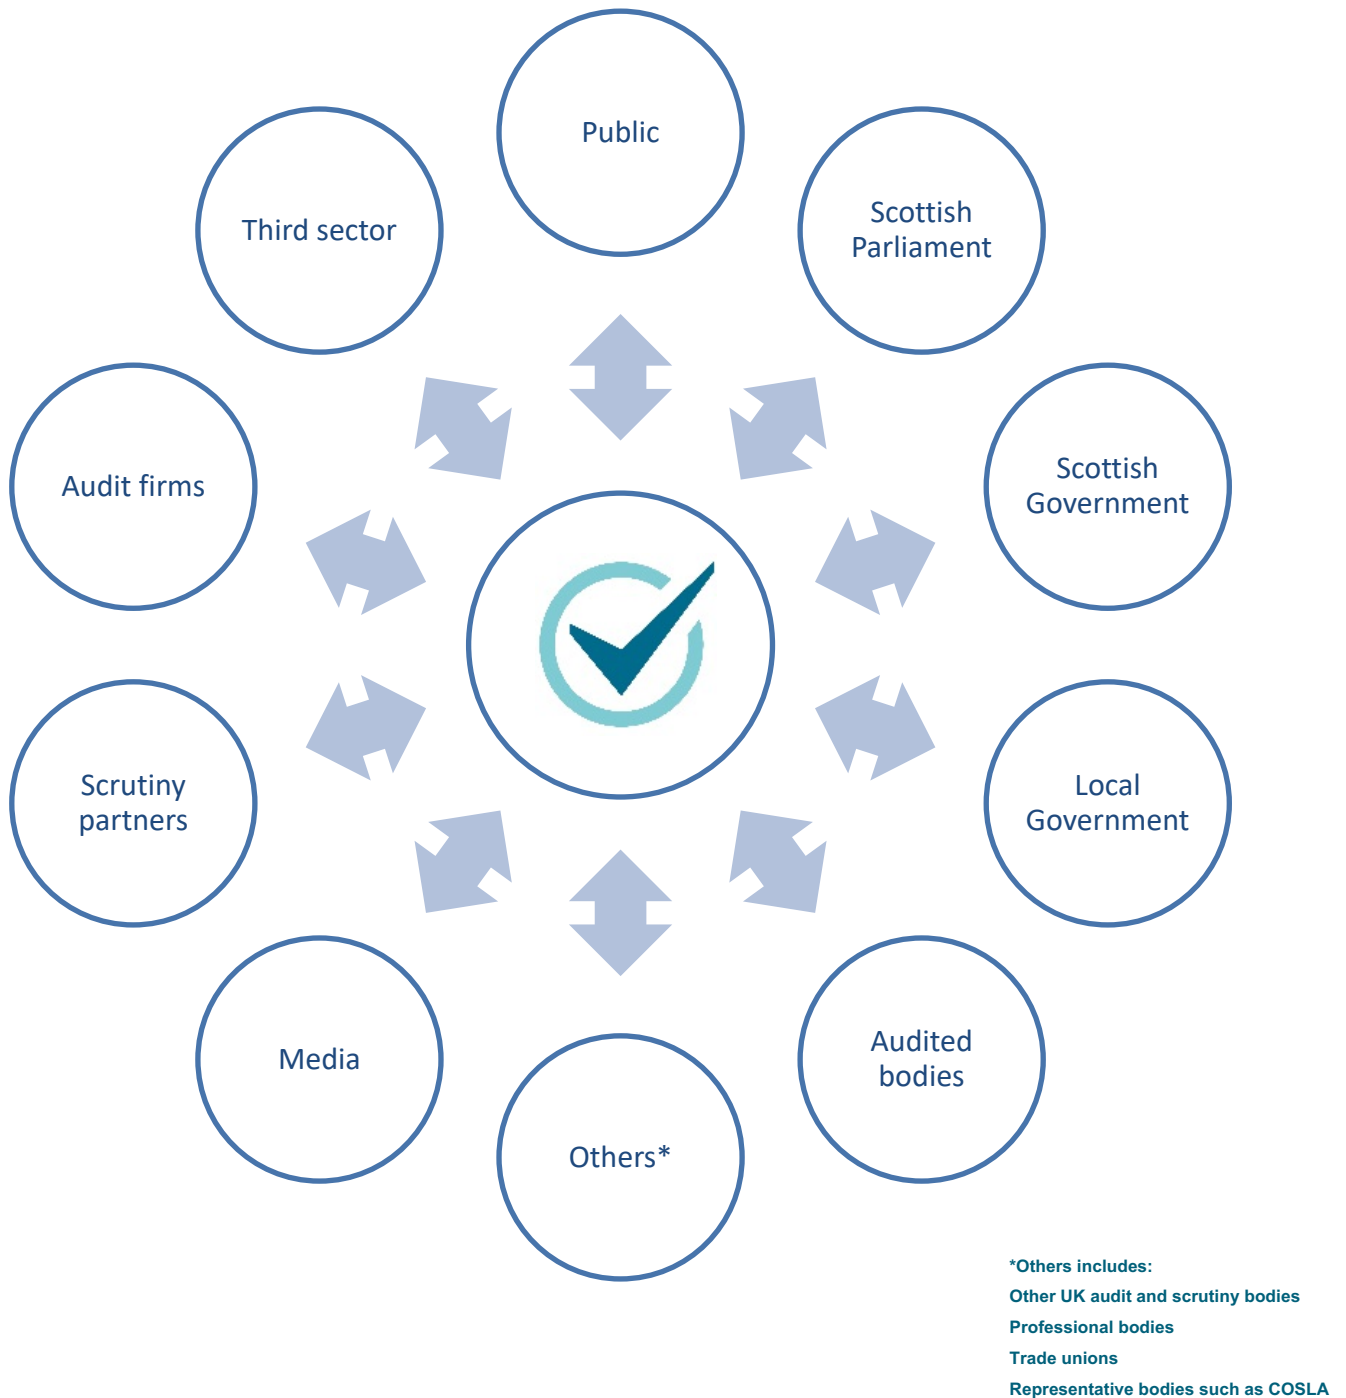 Public
Scottish
Parliament
Third sector
Scottish
Government
Audit firms
Local
Government
Scrutiny
partners
Audited
bodies
Media
Others*
*Others includes:
Other UK audit and scrutiny bodies
Professional bodies
Trade unions
Representative bodies such as COSLA